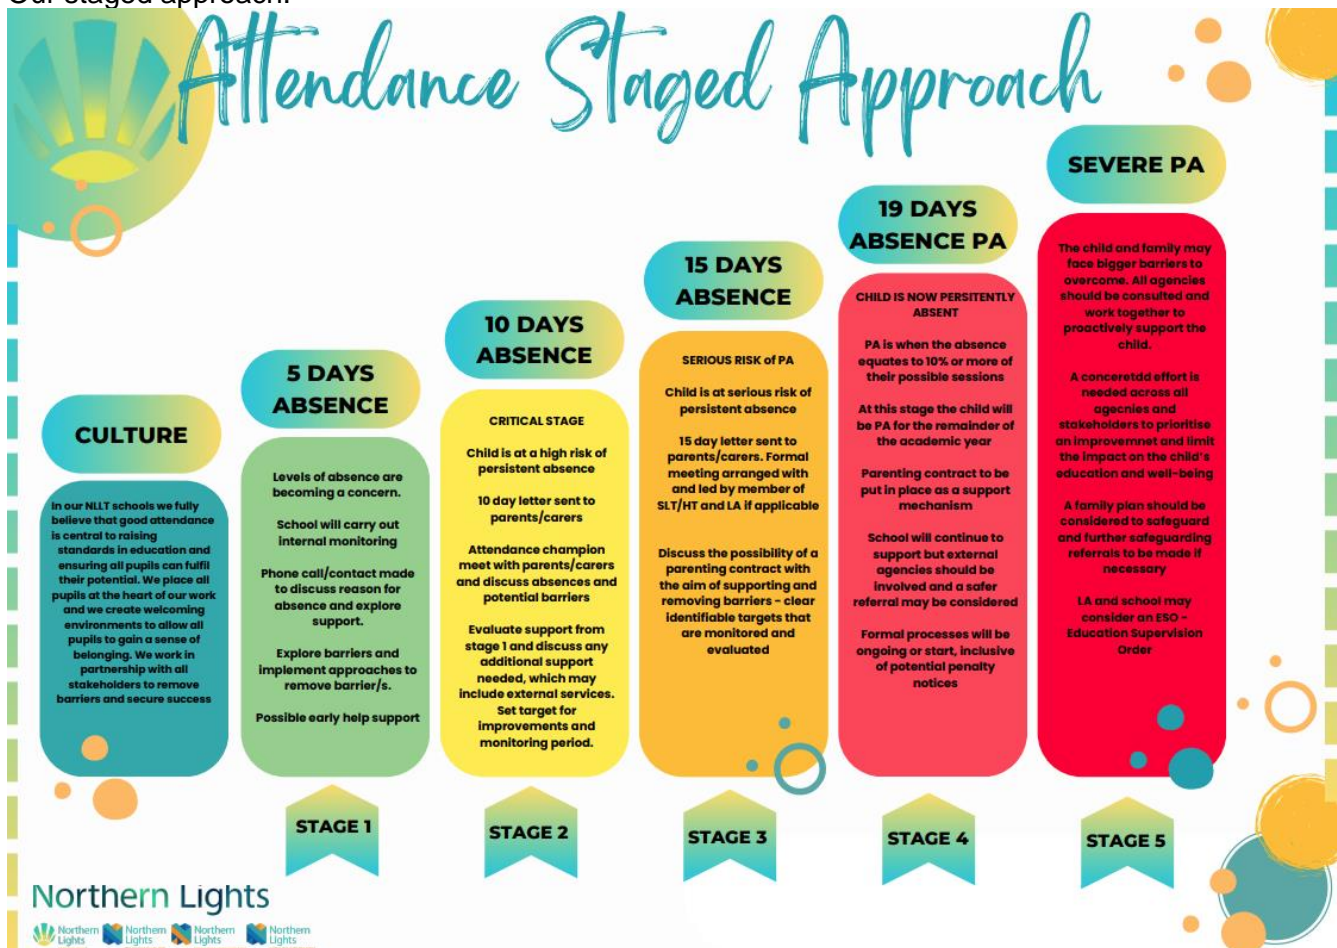 Our staged approach:
Attendance Staged Approach
CULTURE
In our NLLT schools we fully
believe that good attendance
is central to raising
standards in education and
ensuring all pupils can fulfil
their potential. We place all
pupils at the heart of our work
and we create welcoming
environments to allow all
pupils to gain a sense of
belonging. We work in
partnership with all
stakeholders to remove
barriers and secure success
5 DAYS
ABSENCE
Levels of absence are
becoming a concern.
School will carry out
internal monitoring
Phone call/contact made
to discuss reason for
absence and explore
support.
Explore barriers and
implement approaches to
remove barrier/s.
Possible early help support
STAGE 1
10 DAYS
ABSENCE
CRITICAL STAGE
Child is at a high risk of
persistent absence
10 day letter sent to
parents/carers
Attendance champion
meet with parents/carers
and discuss absences and
potential barriers
Evaluate support from
stage 1 and discuss any
additional support
needed, which may
include external services.
Set target for
improvements and
monitoring period.
STAGE 2
15 DAYS
ABSENCE
SERIOUS RISK of PA
Child is at serious risk of
persistent absence
15 day letter sent to
parents/carers. Formal
meeting arranged with
and led by member of
SLT/HT and LA if applicable
Discuss the possibility of a
parenting contract with
the aim of supporting and
removing barriers - clear
identifiable targets that
are monitored and
evaluated
STAGE 3
19 DAYS
ABSENCE PA
CHILD IS NOW PERSITENTLY
ABSENT
PA is when the absence
equates to 10% or more of
their possible sessions
At this stage the child will
be PA for the remainder of
the academic year
Parenting contract to be
put in place as a support
mechanism
School will continue to
support but external
agencies should be
involved and a safer
referral may be considered
Formal processes will be
ongoing or start, inclusive
of potential penalty
notices
STAGE 4
SEVERE PA
The child and family may
face bigger barriers to
overcome. All agencies
should be consulted and
work together to
proactively support the
child.
A conceretdd effort is
needed across all
agecnies and
stakeholders to prioritise
an improvemnet and limit
the impact on the child's
education and well-being
A family plan should be
considered to safeguard
and further safeguarding
referrals to be made if
necessary
LA and school may
consider an ESO -
Education Supervision
Order
STAGE 5
Northern Lights
Northern Lights
Northern Lights
Northern Lights
Northern Lights